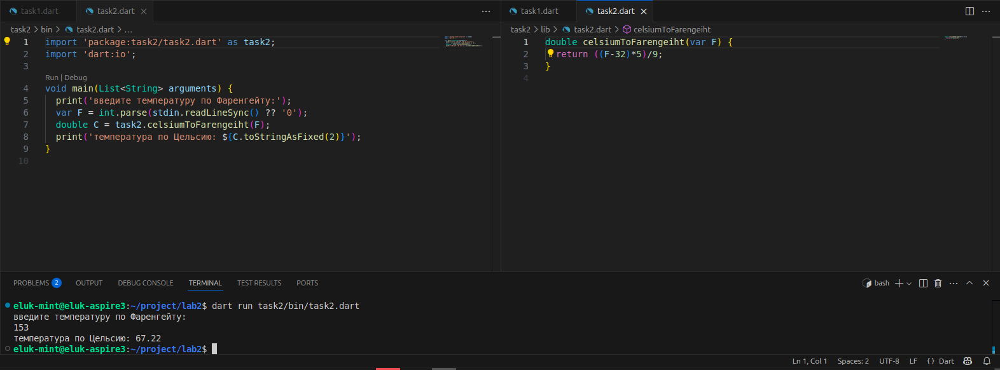 task1.dart
task2.dart
task2 > bin > task2.dart > ...
1 import 'package:task2/task2.dart' as task2;
2 import 'dart:io';
3
Run | Debug
4 void main(List<String> arguments) {
5 print('введите температуру по Фаренгейту:');
6 var F = int.parse(stdin.readLineSync() ?? '0');
7 double C = task2.celsiumToFarengeiht(F);
8 print('температура по Цельсию: ${C.toStringAsFixed(2)}');
9 }
10
task1.dart
task2.dart
task2 > lib > task2.dart > celsiumToFarengeiht
1 double celsiumToFarengeiht(var F) {
2 return ((F-32)*5)/9;
3 }
4
PROBLEMS 2 OUTPUT DEBUG CONSOLE TERMINAL TEST RESULTS PORTS
bash
eluk-mint@eluk-aspire3:~/project/lab2$ dart run task2/bin/task2.dart
введите температуру по Фаренгейту:
153
температура по Цельсию: 67.22
eluk-mint@eluk-aspire3:~/project/lab2$
Ln 1, Col 1 Spaces: 2 UTF-8 LF {} Dart